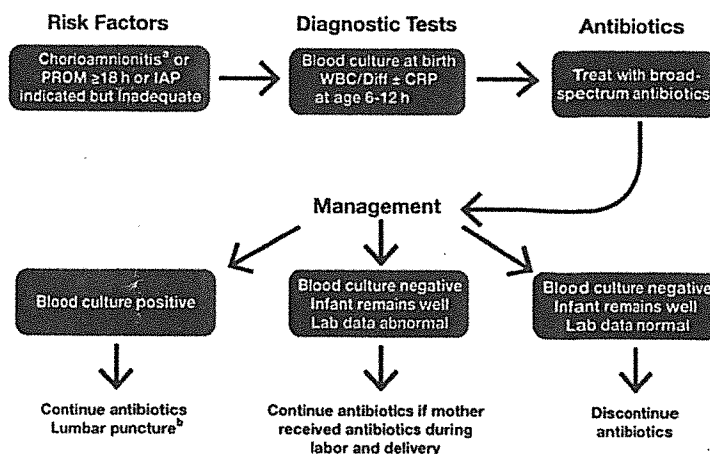 Risk Factors
Diagnostic Tests
Antibiotics
Chorioamnionitisᵃ or
PROM ≥18 h or IAP
indicated but Inadequate
Blood culture at birth
WBC/Diff ± CRP
at age 6-12 h
Treat with broad-
spectrum antibiotics
Management
Blood culture positive
Blood culture negative
Infant remains well
Lab data abnormal
Blood culture negative
Infant remains well
Lab data normal
Continue antibiotics
Lumbar punctureᵇ
Continue antibiotics if mother
received antibiotics during
labor and delivery
Discontinue
antibiotics